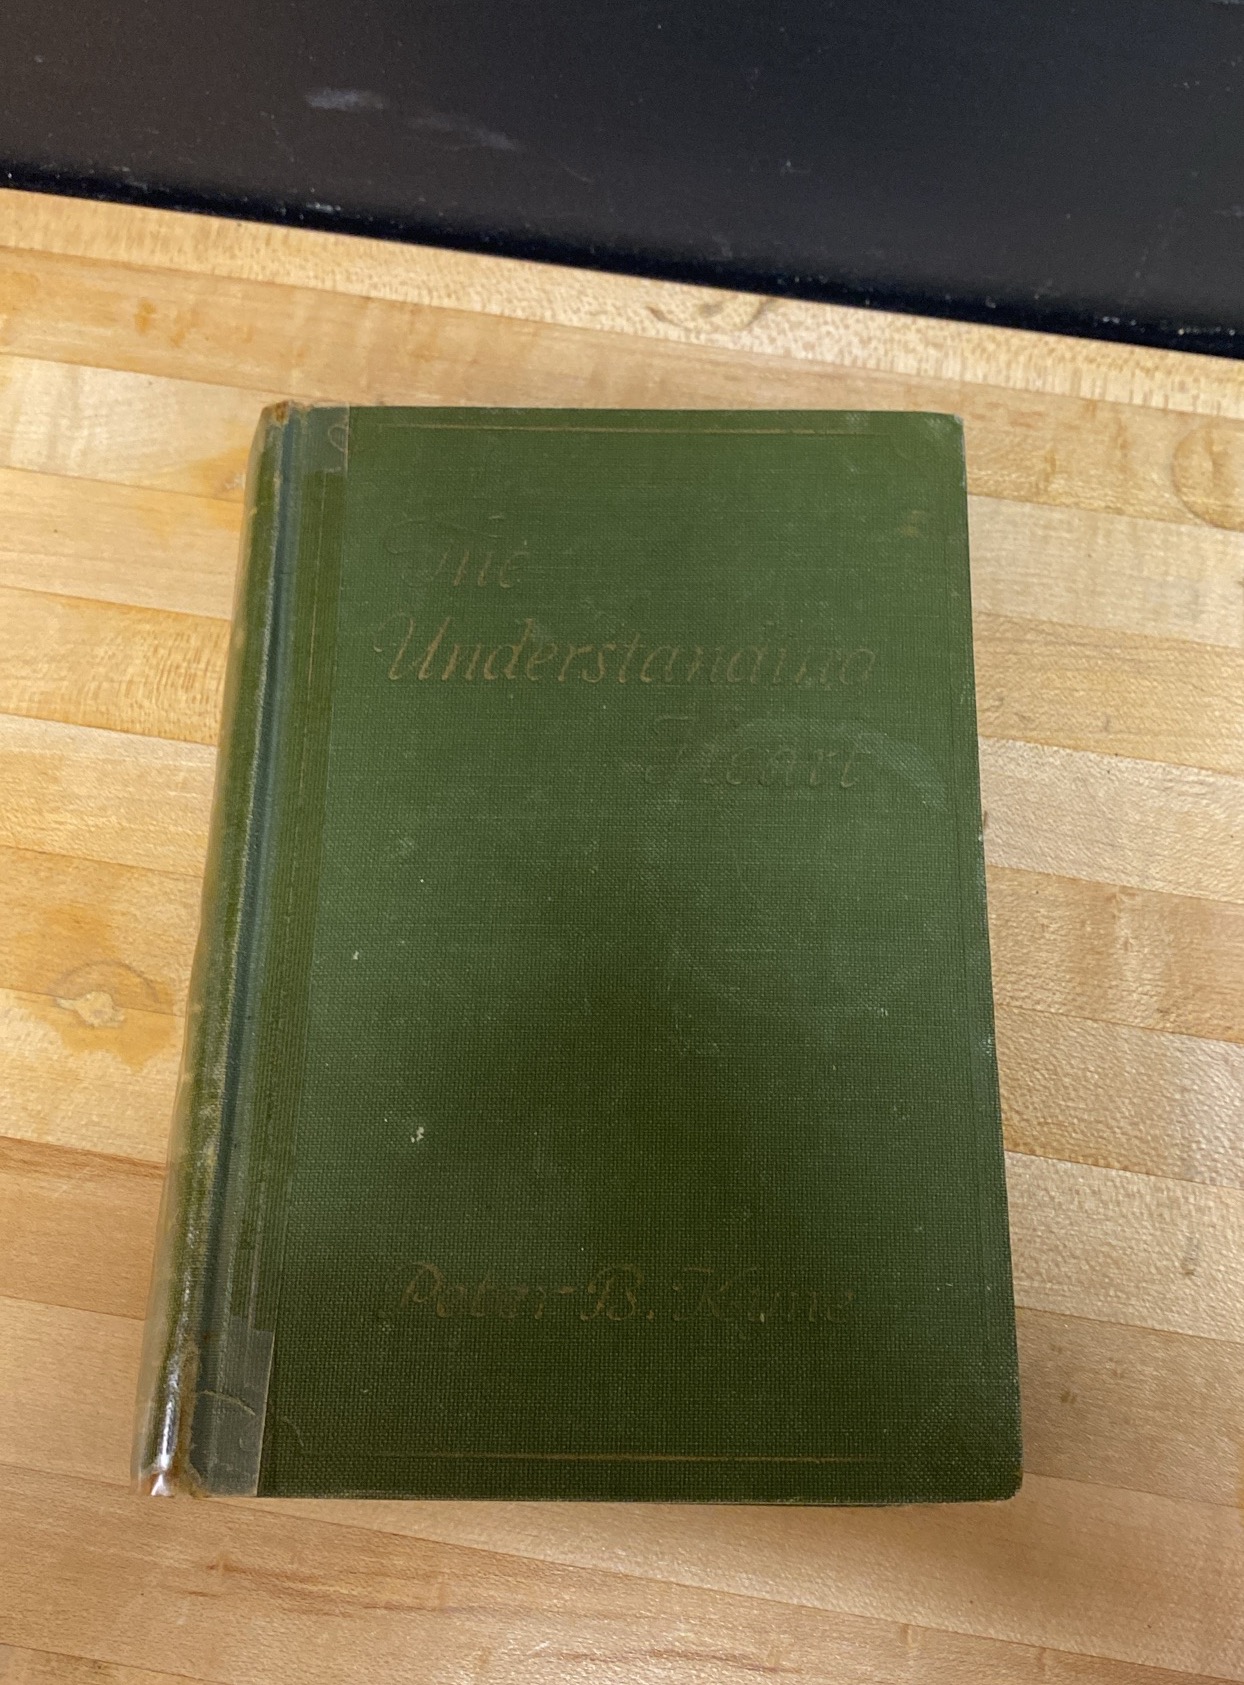 The
Understanding
Heart
Peter B. Kyne